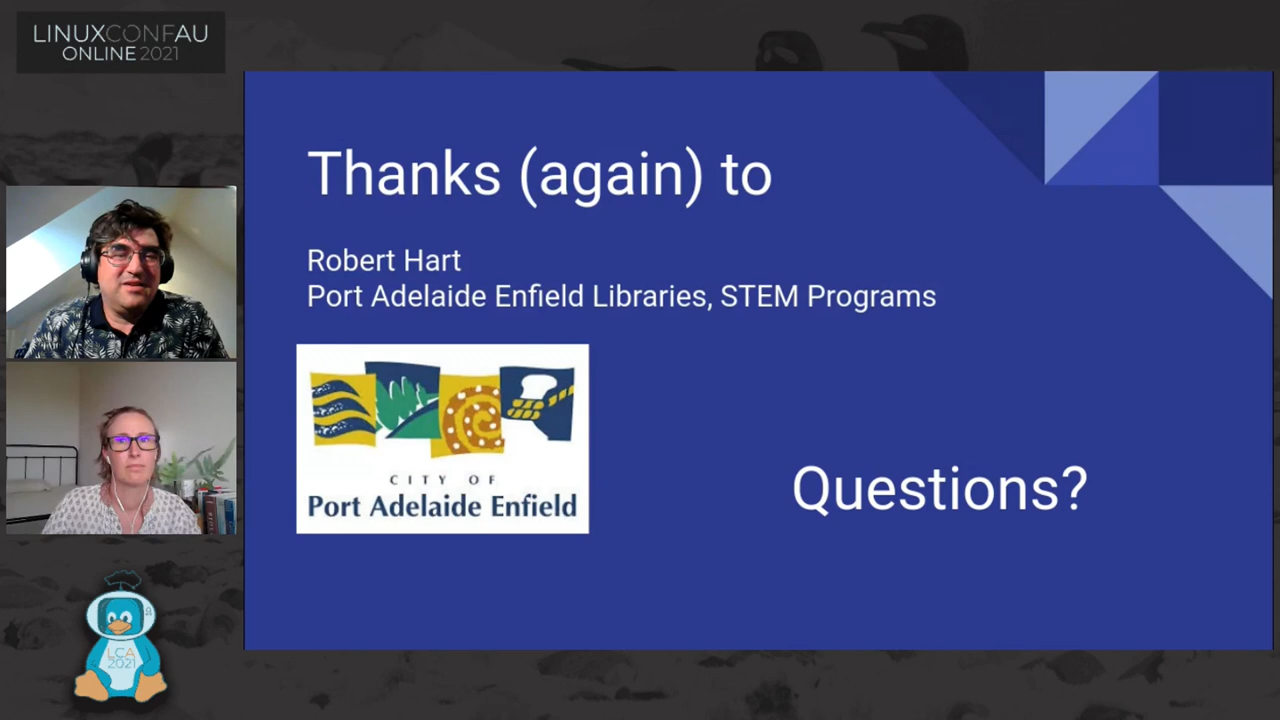 LINUXCONFAU
ONLINE 2021
Thanks (again) to
Robert Hart
Port Adelaide Enfield Libraries, STEM Programs
CITY OF
Port Adelaide Enfield
Questions?
LCA
2021